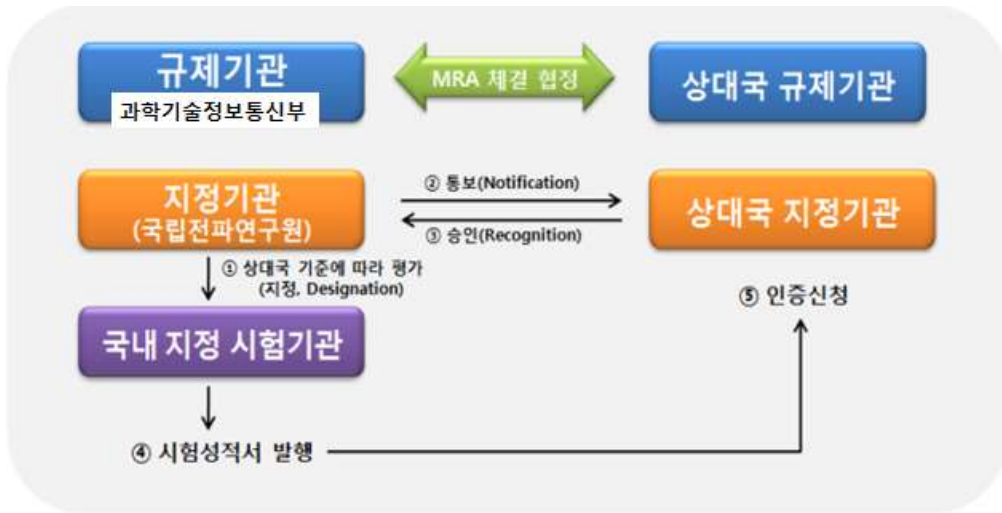 규제기관
과학기술정보통신부
MRA 체결 협정
상대국 규제기관
지정기관
(국립전파연구원)
② 통보(Notification)
③ 승인(Recognition)
상대국 지정기관
① 상대국 기준에 따라 평가
(지정, Designation)
⑤ 인증신청
국내 지정 시험기관
④ 시험성적서 발행